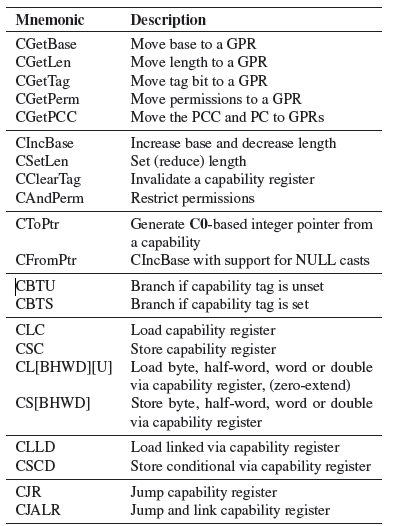 Mnemonic Description
CGetBase Move base to a GPR
CGetLen Move length to a GPR
CGetTag Move tag bit to a GPR
CGetPerm Move permissions to a GPR
CGetPCC Move the PCC and PC to GPRs
CIncBase Increase base and decrease length
CSetLen Set (reduce) length
CClearTag Invalidate a capability register
CAndPerm Restrict permissions
CToPtr Generate C0-based integer pointer from
a capability
CFromPtr CIncBase with support for NULL casts
CBTU Branch if capability tag is unset
CBTS Branch if capability tag is set
CLC Load capability register
CSC Store capability register
CL[BHWD][U] Load byte, half-word, word or double
via capability register, (zero-extend)
CS[BHWD] Store byte, half-word, word or double
via capability register
CLLD Load linked via capability register
CSCD Store conditional via capability register
CJR Jump capability register
CJALR Jump and link capability register